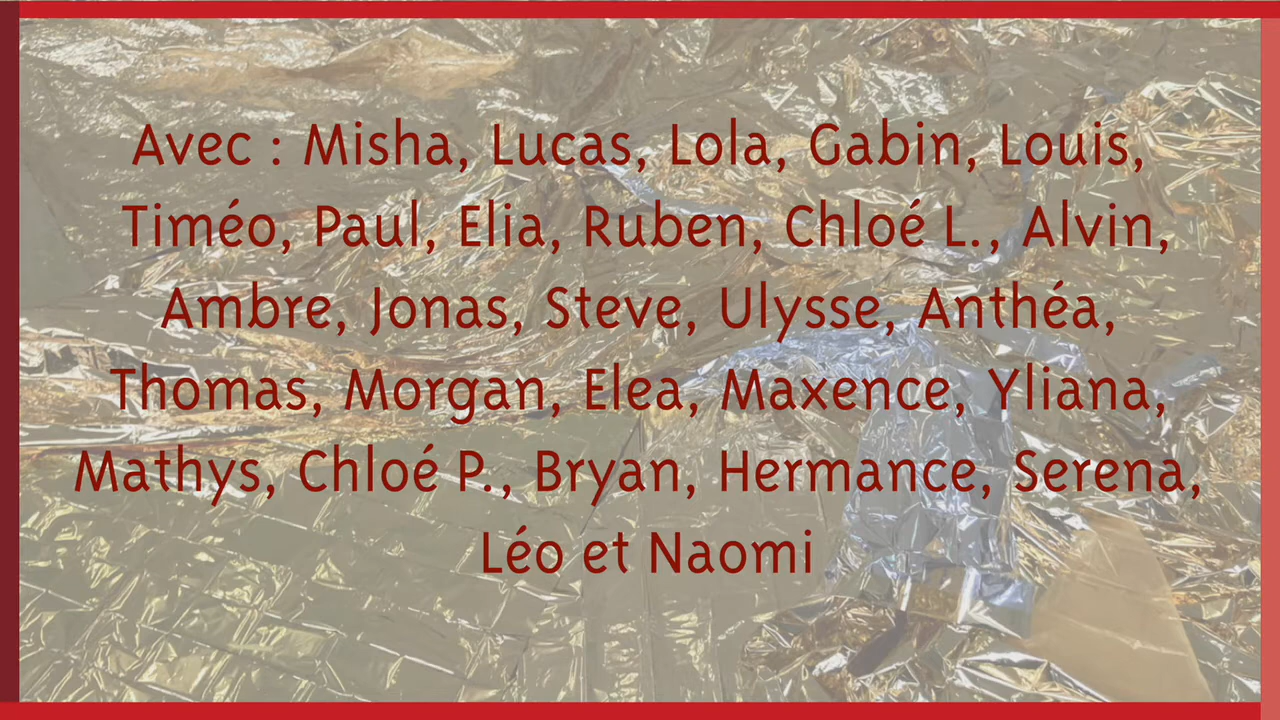 Avec : Misha, Lucas, Lola, Gabin, Louis,
Timéo, Paul, Elia, Ruben, Chloé L., Alvin,
Ambre, Jonas, Steve, Ulysse, Anthéa,
Thomas, Morgan, Elea, Maxence, Yliana,
Mathys, Chloé P., Bryan, Hermance, Serena,
Léo et Naomi